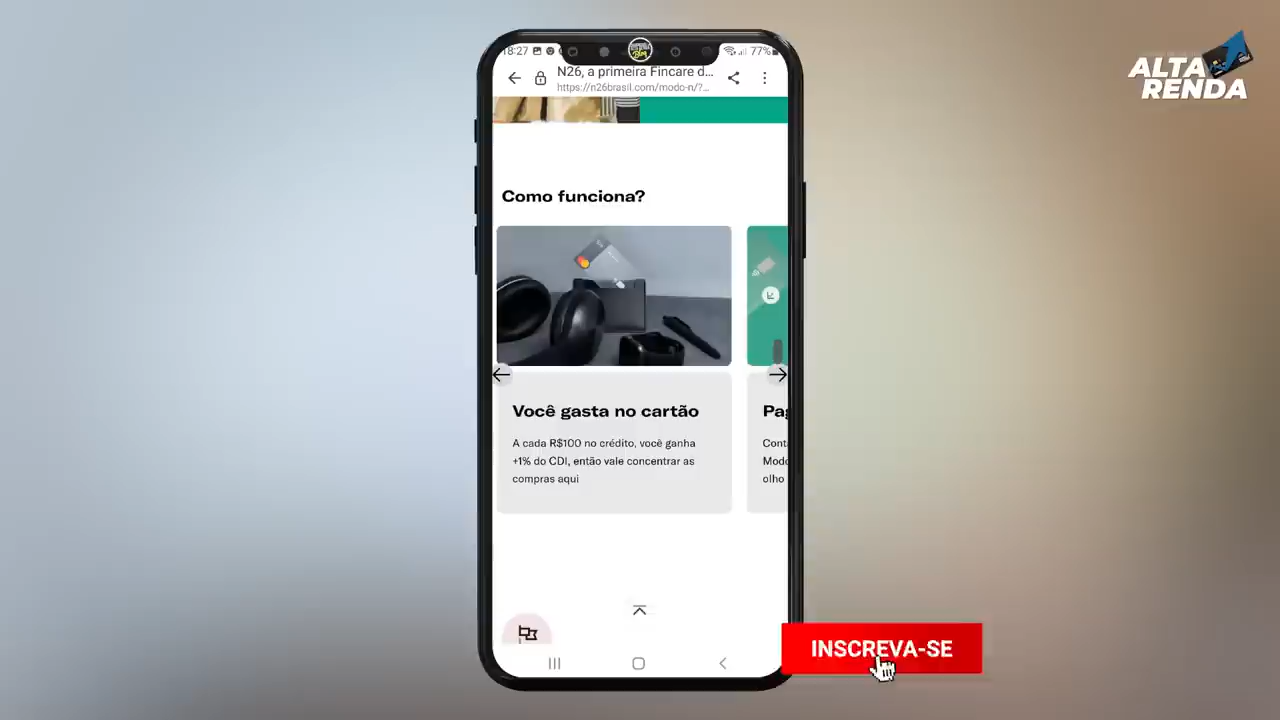 18:27
77%
N26, a primeira Fincare d...
https://n26brasil.com/modo-n/?...
ALTA
RENDA
Como funciona?
Você gasta no cartão
A cada R$100 no crédito, você ganha
+1% do CDI, então vale concentrar as
compras aqui
Pag
Cont
Mod
olho
INSCREVA-SE